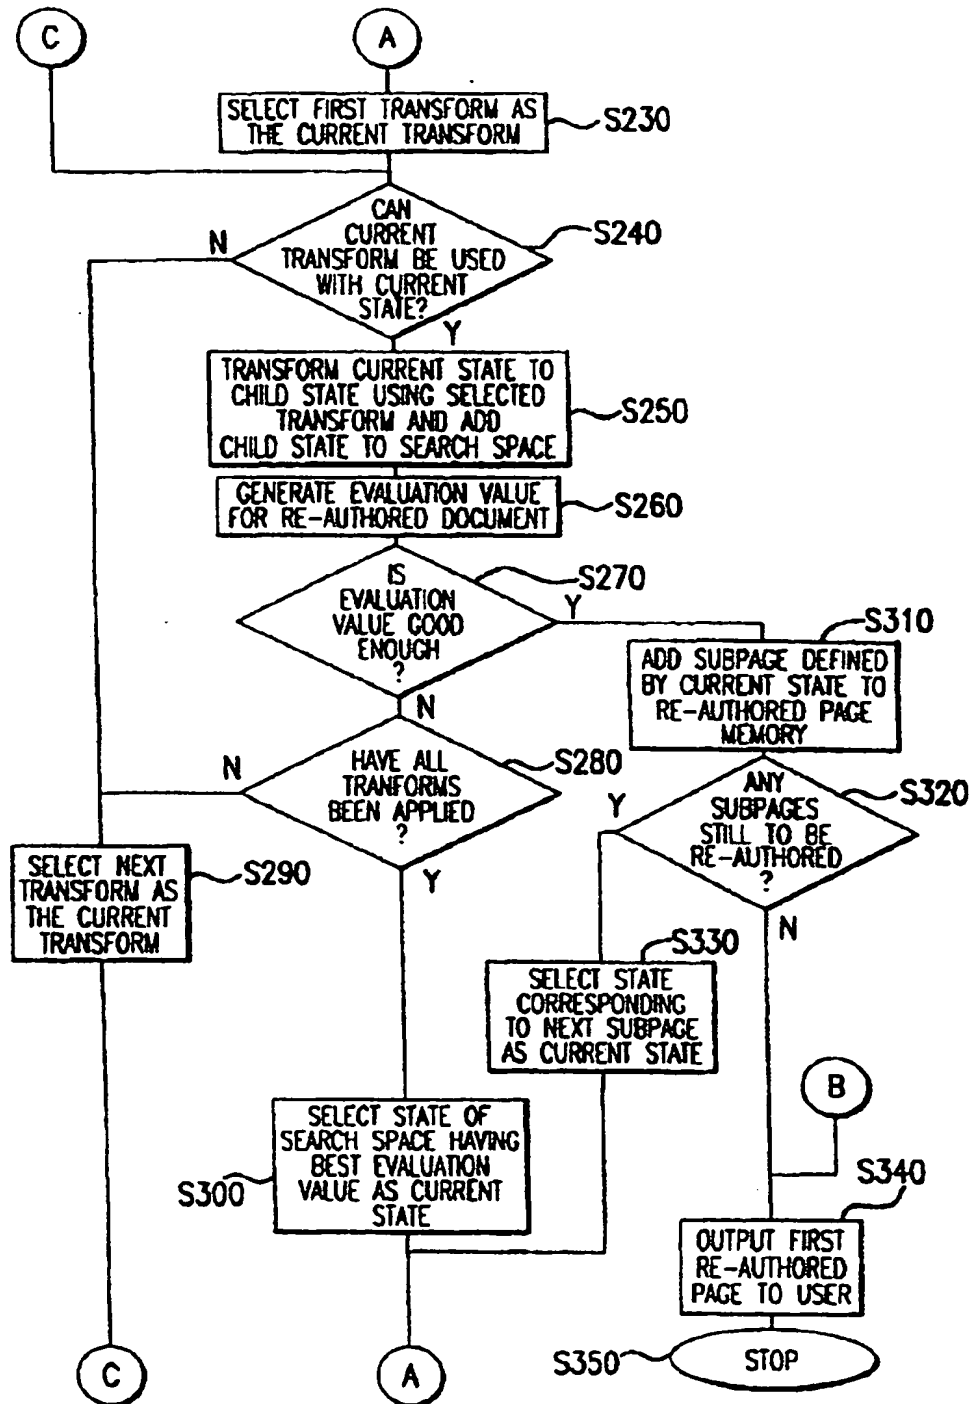 C
A
SELECT FIRST TRANSFORM AS
THE CURRENT TRANSFORM
S230
CAN
CURRENT
TRANSFORM BE USED
WITH CURRENT
STATE?
S240
N
Y
TRANSFORM CURRENT STATE TO
CHILD STATE USING SELECTED
TRANSFORM AND ADD
CHILD STATE TO SEARCH SPACE
S250
GENERATE EVALUATION VALUE
FOR RE-AUTHORED DOCUMENT
S260
IS
EVALUATION
VALUE GOOD
ENOUGH
?
S270
Y
N
S310
ADD SUBPAGE DEFINED
BY CURRENT STATE TO
RE-AUTHORED PAGE
MEMORY
HAVE ALL
TRANFORMS
BEEN APPLIED
?
S280
N
Y
ANY
SUBPAGES
STILL TO BE
RE-AUTHORED
?
S320
Y
N
SELECT NEXT
TRANSFORM AS
THE CURRENT
TRANSFORM
S290
S330
SELECT STATE
CORRESPONDING
TO NEXT SUBPAGE
AS CURRENT STATE
B
SELECT STATE OF
SEARCH SPACE HAVING
BEST EVALUATION
VALUE AS CURRENT
STATE
S300
S340
OUTPUT FIRST
RE-AUTHORED
PAGE TO USER
S350
STOP
C
A